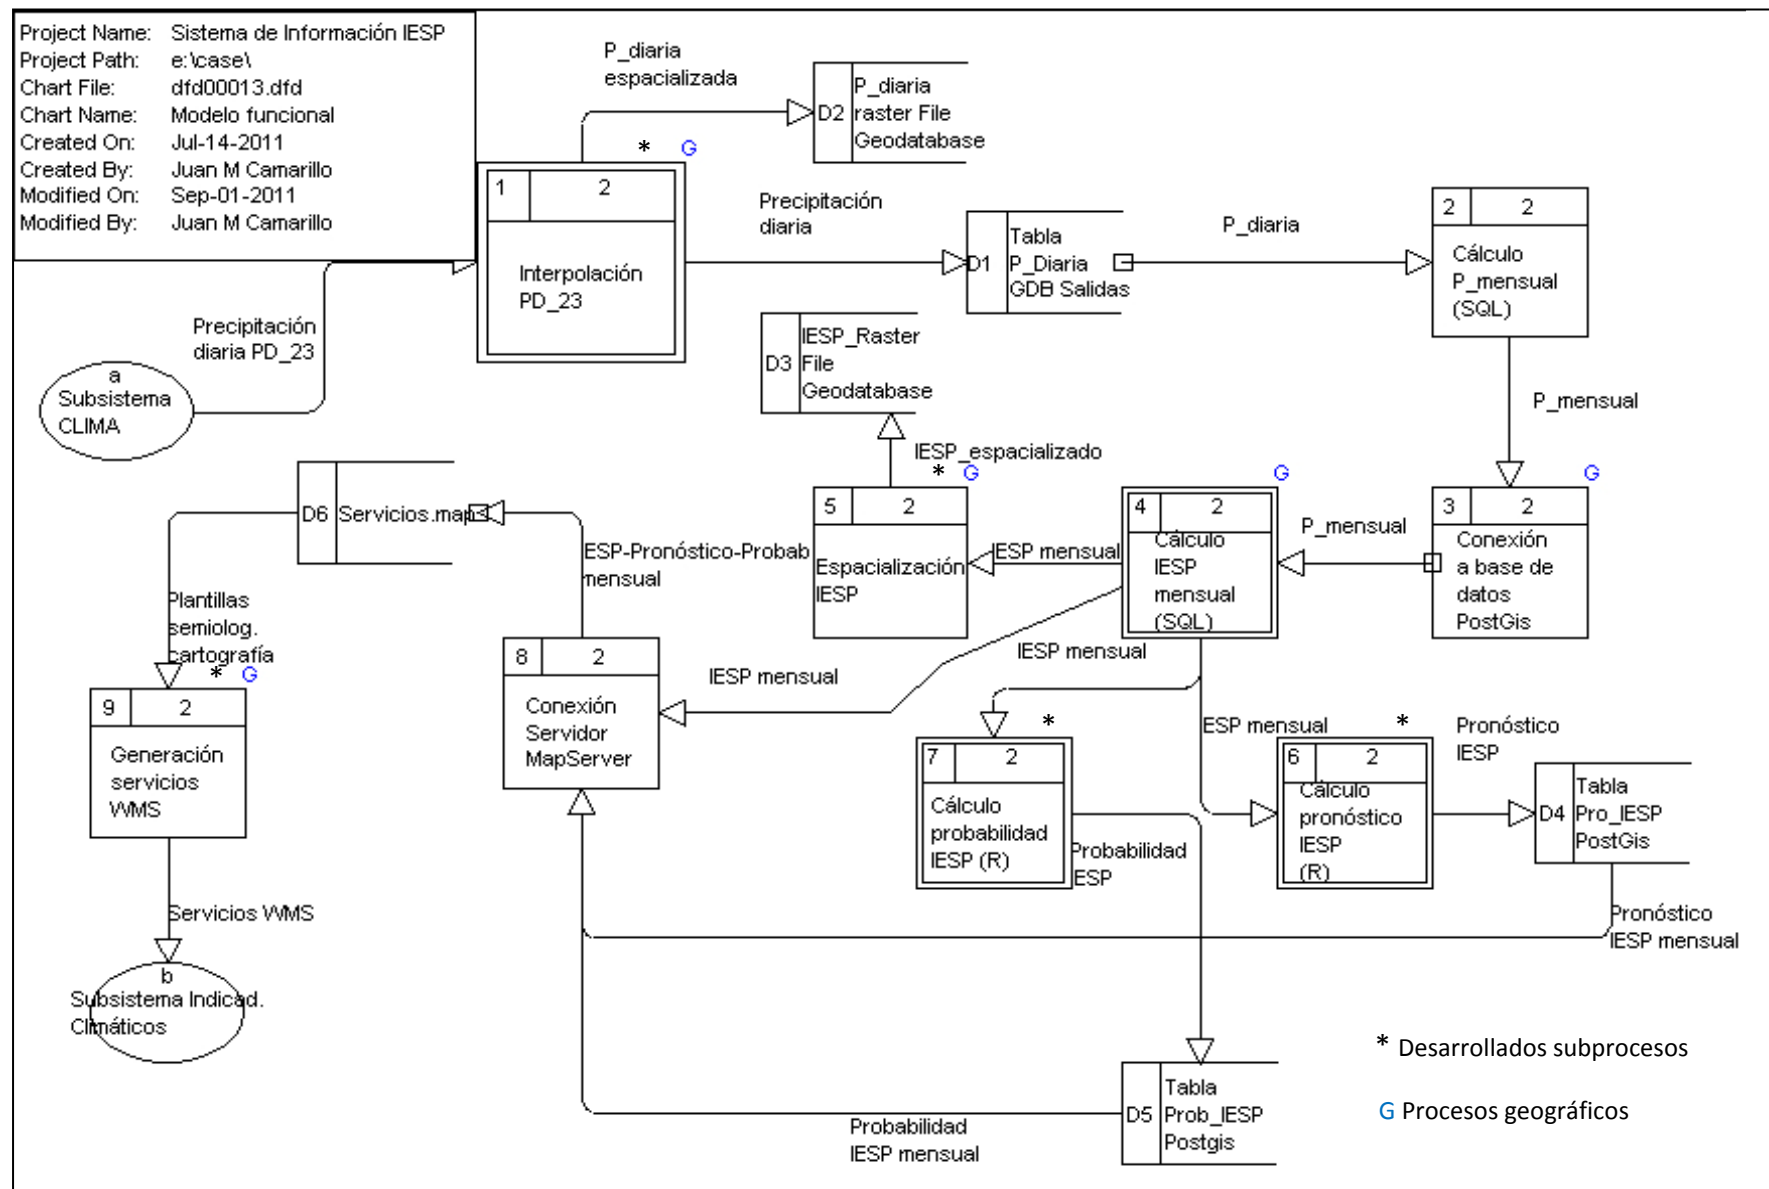 Project Name: Sistema de Información IESP
Project Path: e:\case\
Chart File: dfd00013.dfd
Chart Name: Modelo funcional
Created On: Jul-14-2011
Created By: Juan M Camarillo
Modified On: Sep-01-2011
Modified By: Juan M Camarillo
P_diaria
espacializada
D2
P_diaria
raster File
Geodatabase
* G
1 2
Interpolación
PD_23
Precipitación
diaria
D1
Tabla
P_Diaria
GDB Salidas
P_diaria
2 2
Cálculo
P_mensual
(SQL)
Precipitación
diaria PD_23
a
Subsistema
CLIMA
D3
IESP_Raster
File
Geodatabase
P_mensual
IESP_espacializado
* G
5 2
Espacialización
IESP
IESP mensual
G
4 2
Cálculo
IESP
mensual
(SQL)
P_mensual
G
3 2
Conexión
a base de
datos
PostGis
D6
Servicios.map
ESP-Pronóstico-Probab
mensual
Plantillas
semiolog.
cartografía
* G
9 2
Generación
servicios
WMS
8 2
Conexión
Servidor
MapServer
IESP mensual
IESP mensual
*
7 2
Cálculo
probabilidad
IESP (R)
Probabilidad
IESP
ESP mensual
*
6 2
Cálculo
pronóstico
IESP
(R)
Pronóstico
IESP
D4
Tabla
Pro_IESP
PostGis
Servicios WMS
b
Subsistema Indicad.
Climáticos
Pronóstico
IESP mensual
Probabilidad
IESP mensual
D5
Tabla
Prob_IESP
Postgis
* Desarrollados subprocesos
G Procesos geográficos